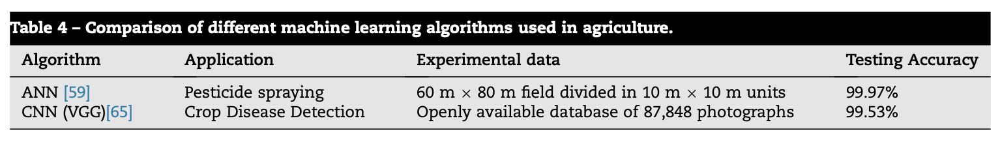 Table 4 – Comparison of different machine learning algorithms used in agriculture.
Algorithm Application Experimental data Testing Accuracy
ANN [59] Pesticide spraying 60 m × 80 m field divided in 10 m × 10 m units 99.97%
CNN (VGG)[65] Crop Disease Detection Openly available database of 87,848 photographs 99.53%